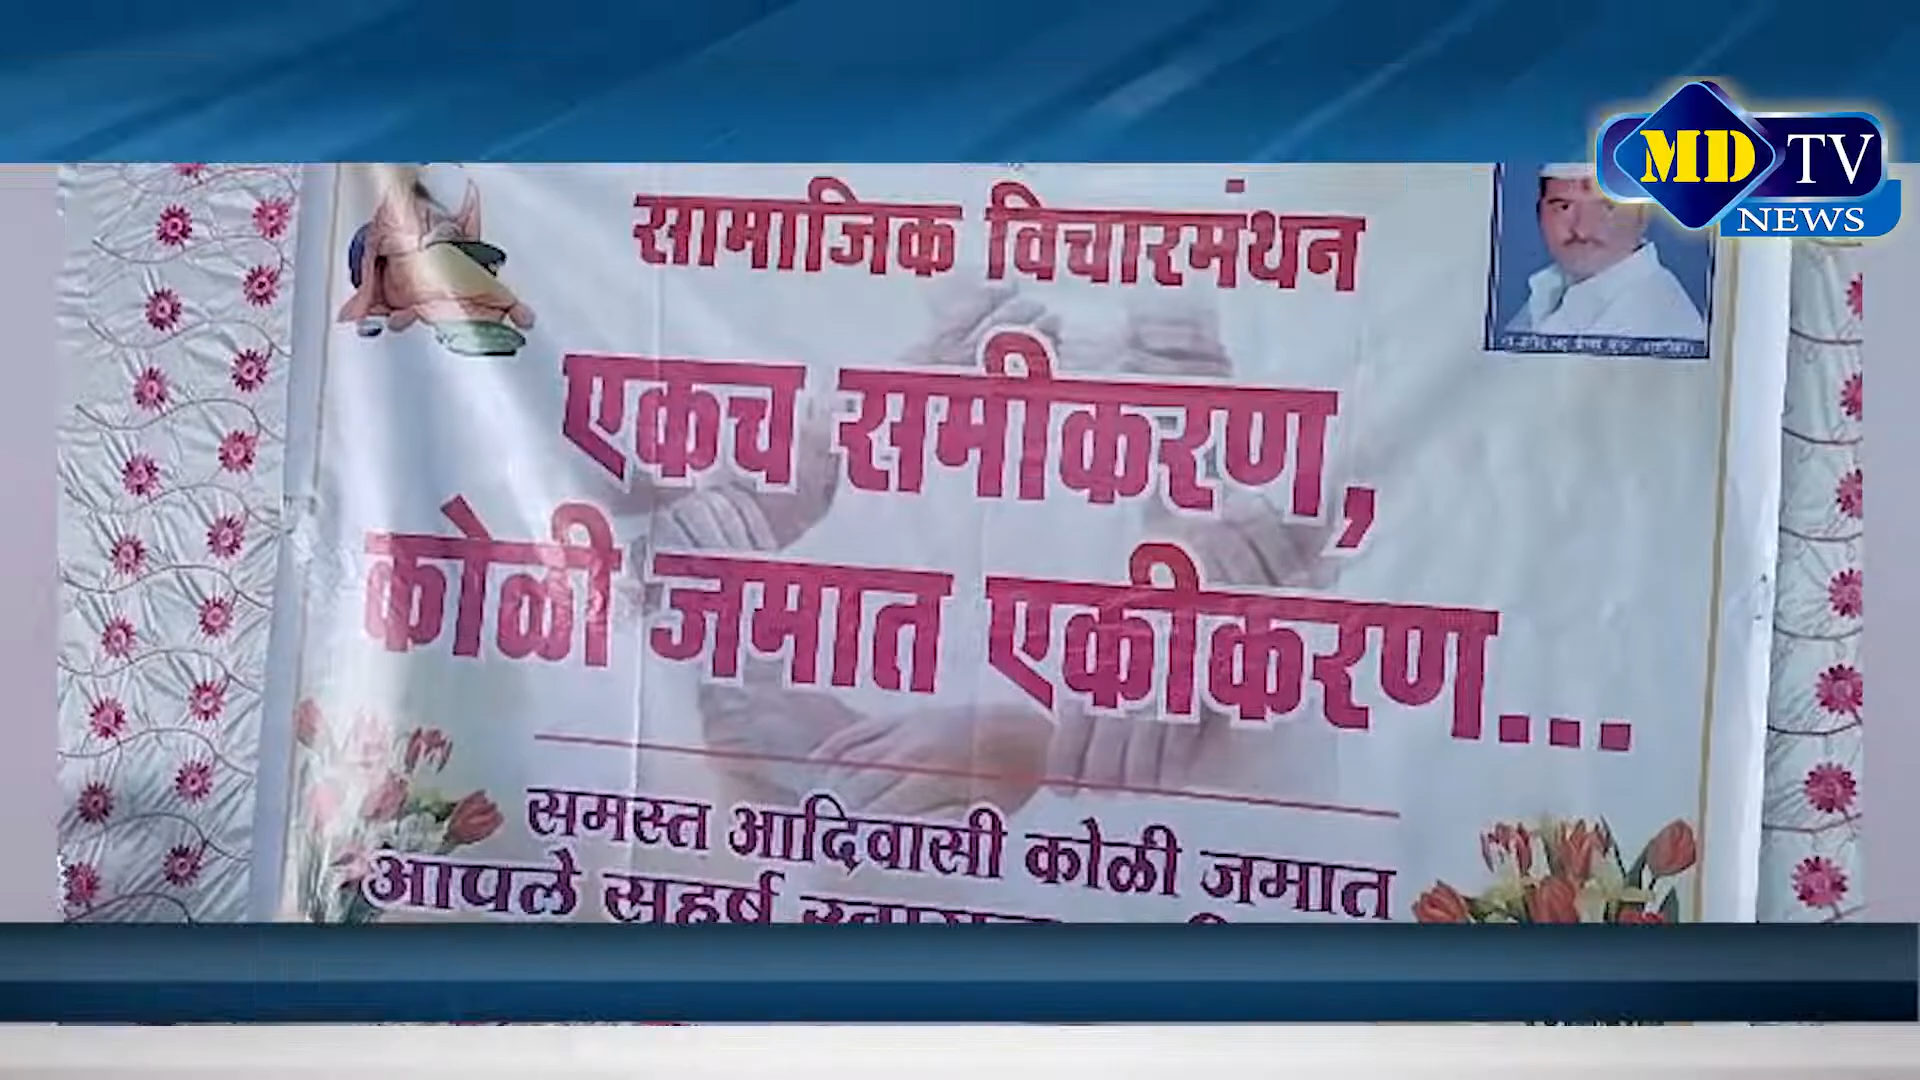 MD TV
NEWS
सामाजिक विचारमंथन
एकच समीकरण,
कोळी जमात एकीकरण...
समस्त आदिवासी कोळी जमात
आपले सहर्ष